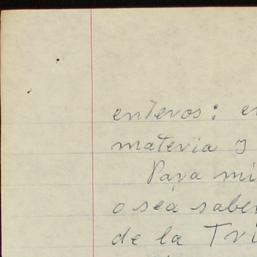 enteros: e
materia y
Para mi
o sea saber
de la Tri